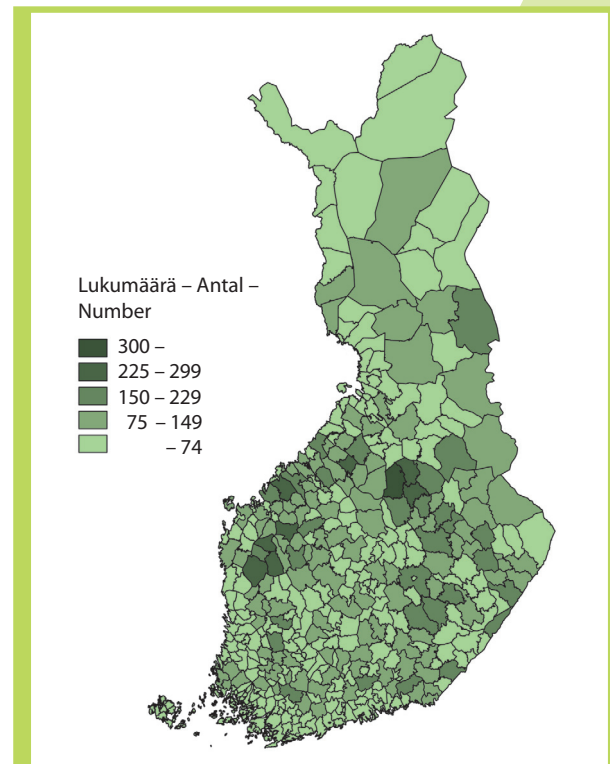 Lukumäärä – Antal –
Number
300 –
225 – 299
150 – 229
75 – 149
– 74